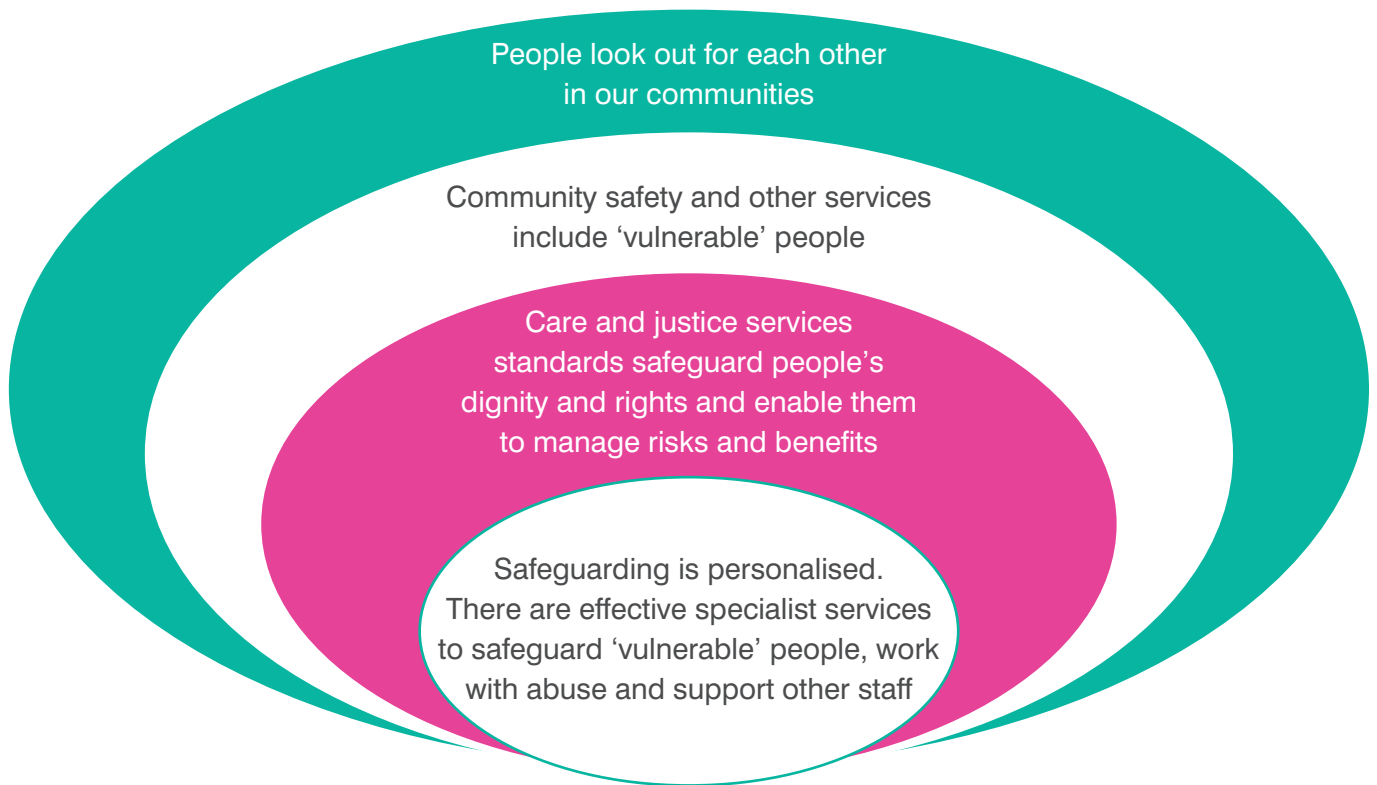 People look out for each other
in our communities
Community safety and other services
include ‘vulnerable’ people
Care and justice services
standards safeguard people’s
dignity and rights and enable them
to manage risks and benefits
Safeguarding is personalised.
There are effective specialist services
to safeguard ‘vulnerable’ people, work
with abuse and support other staff